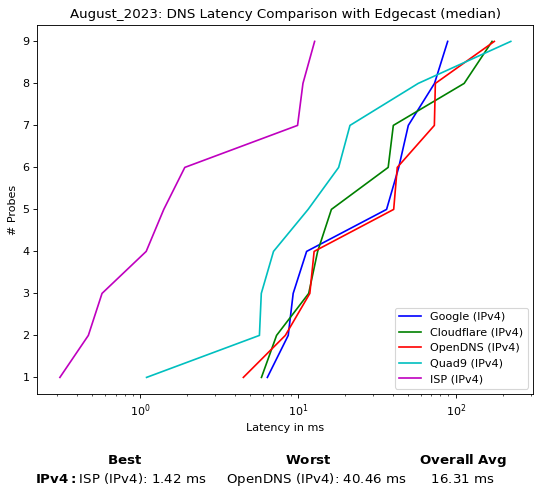 August_2023: DNS Latency Comparison with Edgecast (median)
9
8
7
6
5
4
3
2
1
# Probes
Google (IPv4)
Cloudflare (IPv4)
OpenDNS (IPv4)
Quad9 (IPv4)
ISP (IPv4)
10⁰ 10¹ 10²
Latency in ms
Best Worst Overall Avg
IPv4: ISP (IPv4): 1.42 ms OpenDNS (IPv4): 40.46 ms 16.31 ms